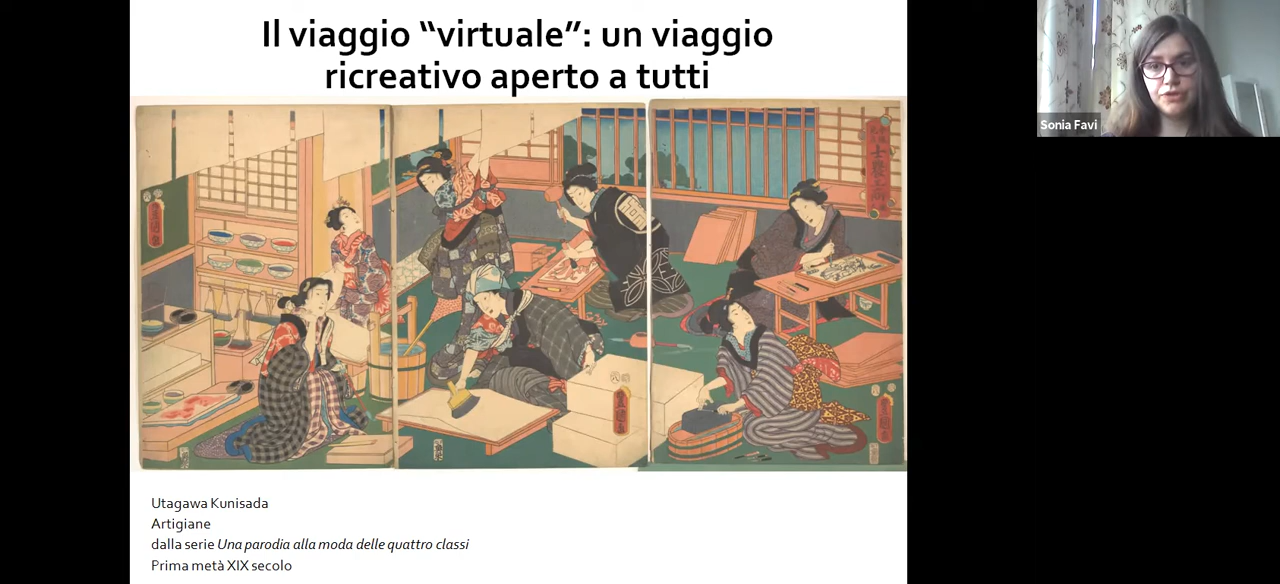 Il viaggio “virtuale”: un viaggio
ricreativo aperto a tutti
Sonia Favi
Utagawa Kunisada
Artigiane
dalla serie Una parodia alla moda delle quattro classi
Prima metà XIX secolo